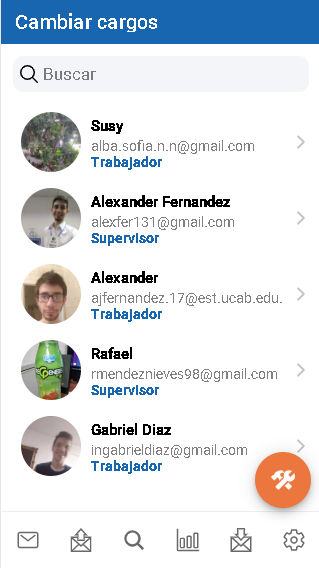 Cambiar cargos
Buscar
Susy
alba.sofia.n.n@gmail.com
Trabajador
Alexander Fernandez
alexfer131@gmail.com
Supervisor
Alexander
ajfernandez.17@est.ucab.edu.
Trabajador
Rafael
rmendeznieves98@gmail.com
Supervisor
Gabriel Diaz
ingabrieldiaz@gmail.com
Trabajador